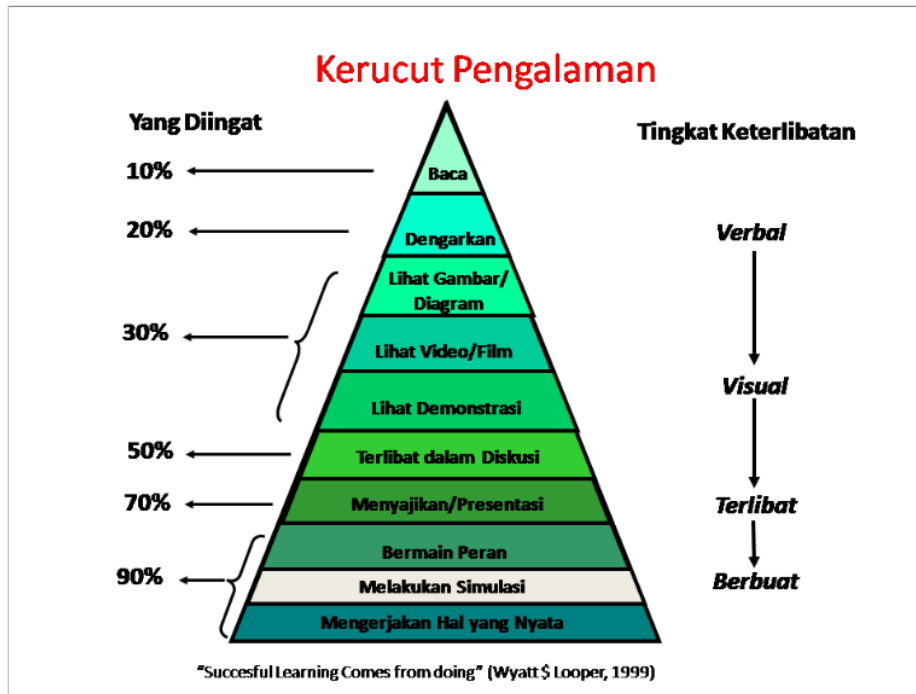 Kerucut Pengalaman
Yang Diingat
Tingkat Keterlibatan
10%
Baca
20%
Dengarkan
Verbal
Lihat Gambar/
Diagram
30%
Lihat Video/Film
Visual
Lihat Demonstrasi
50%
Terlibat dalam Diskusi
70%
Menyajikan/Presentasi
Terlibat
Bermain Peran
90%
Melakukan Simulasi
Berbuat
Mengerjakan Hal yang Nyata
“Succesful Learning Comes from doing” (Wyatt $ Looper, 1999)